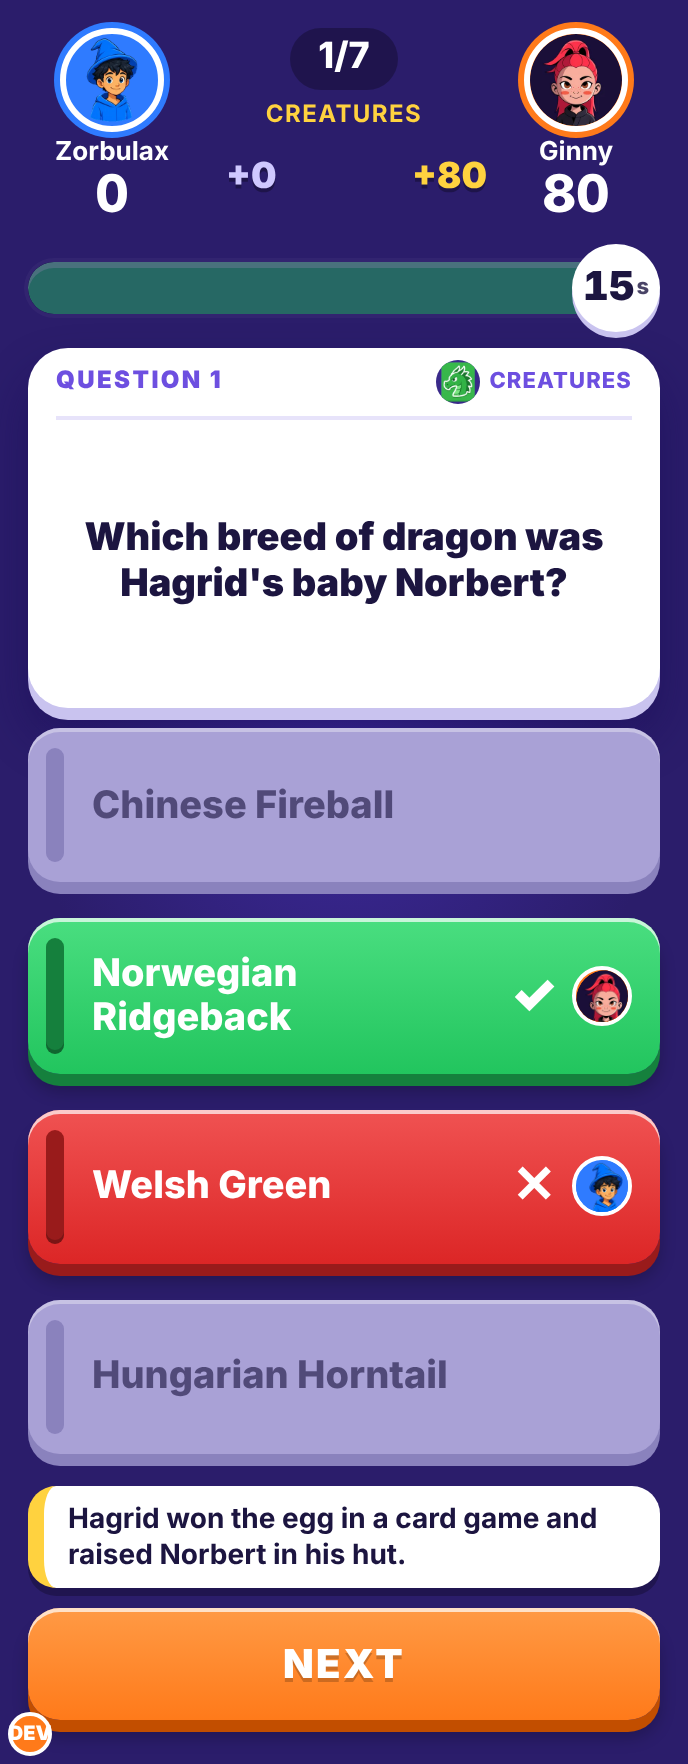 1/7
CREATURES
Zorbulax
0
+0
+80
Ginny
80
15s
QUESTION 1
CREATURES
Which breed of dragon was
Hagrid's baby Norbert?
Chinese Fireball
Norwegian
Ridgeback
Welsh Green
Hungarian Horntail
Hagrid won the egg in a card game and
raised Norbert in his hut.
NEXT
DEV